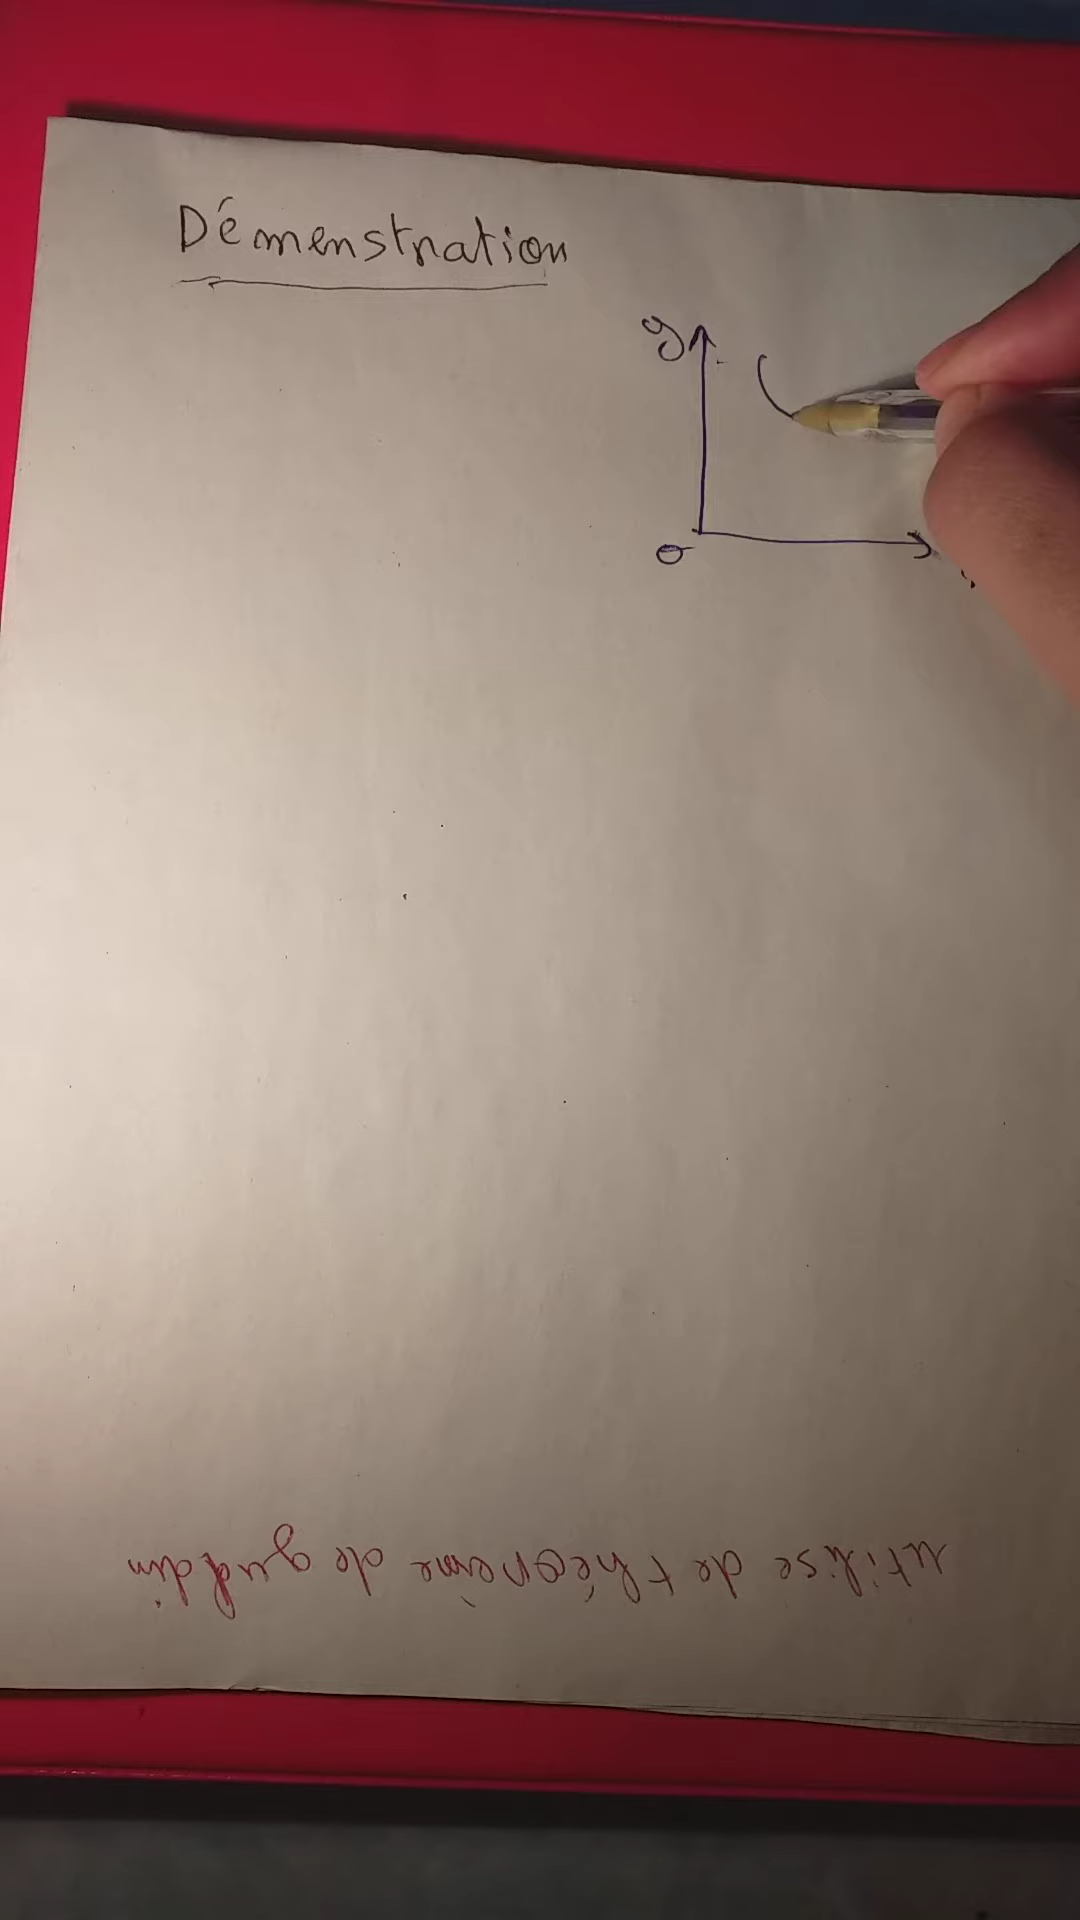 Démenstration
y
o
utilise de théorème de guldin